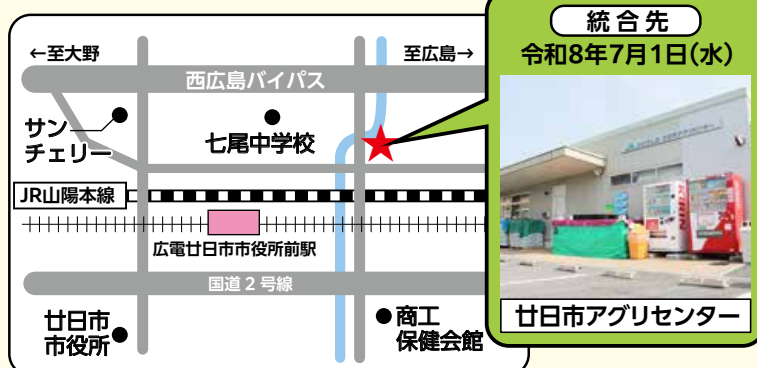 ←至大野
至広島→
西広島バイパス
サン
チェリー
七尾中学校
JR山陽本線
広電廿日市市役所前駅
国道2号線
廿日市
市役所
商工
保健会館
統合先
令和8年7月1日(水)
廿日市アグリセンター